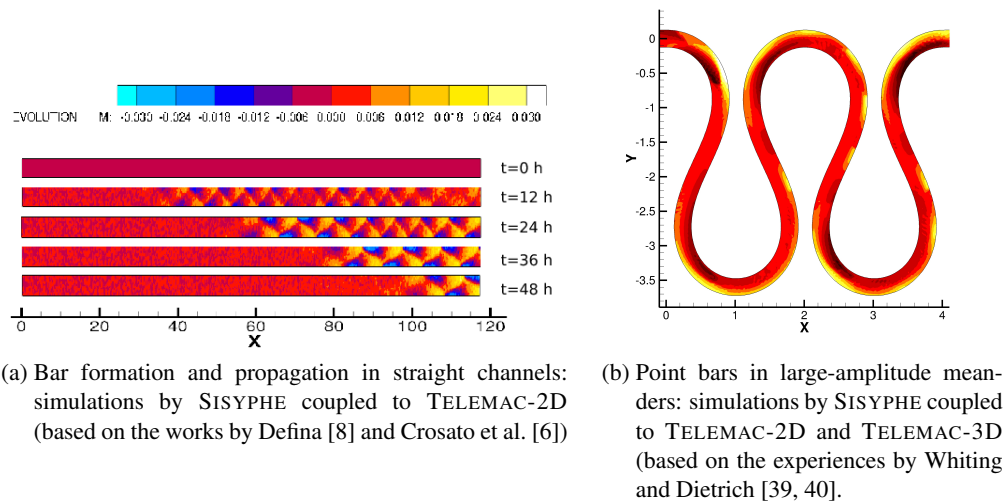 EVOLUTION M: -0.030 -0.024 -0.018 -0.012 -0.006 0.000 0.006 0.012 0.018 0.024 0.030
t=0 h
t=12 h
t=24 h
t=36 h
t=48 h
0 20 40 60 80 100 120
X
(a) Bar formation and propagation in straight channels:
simulations by SISYPHE coupled to TELEMAC-2D
(based on the works by Defina [8] and Crosato et al. [6])
0
-0.5
-1
-1.5
-2
-2.5
-3
-3.5
Y
0 1 2 3 4
X
(b) Point bars in large-amplitude mean-
ders: simulations by SISYPHE coupled
to TELEMAC-2D and TELEMAC-3D
(based on the experiences by Whiting
and Dietrich [39, 40].